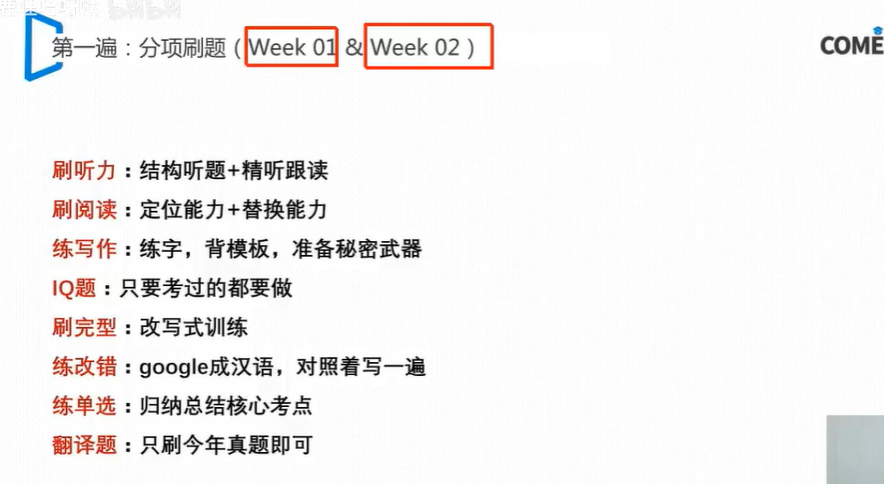 第一遍：分项刷题（Week 01 & Week 02）
COME
刷听力：结构听题+精听跟读
刷阅读：定位能力+替换能力
练写作：练字，背模板，准备秘密武器
IQ题：只要考过的都要做
刷完型：改写式训练
练改错：google成汉语，对照着写一遍
练单选：归纳总结核心考点
翻译题：只刷今年真题即可